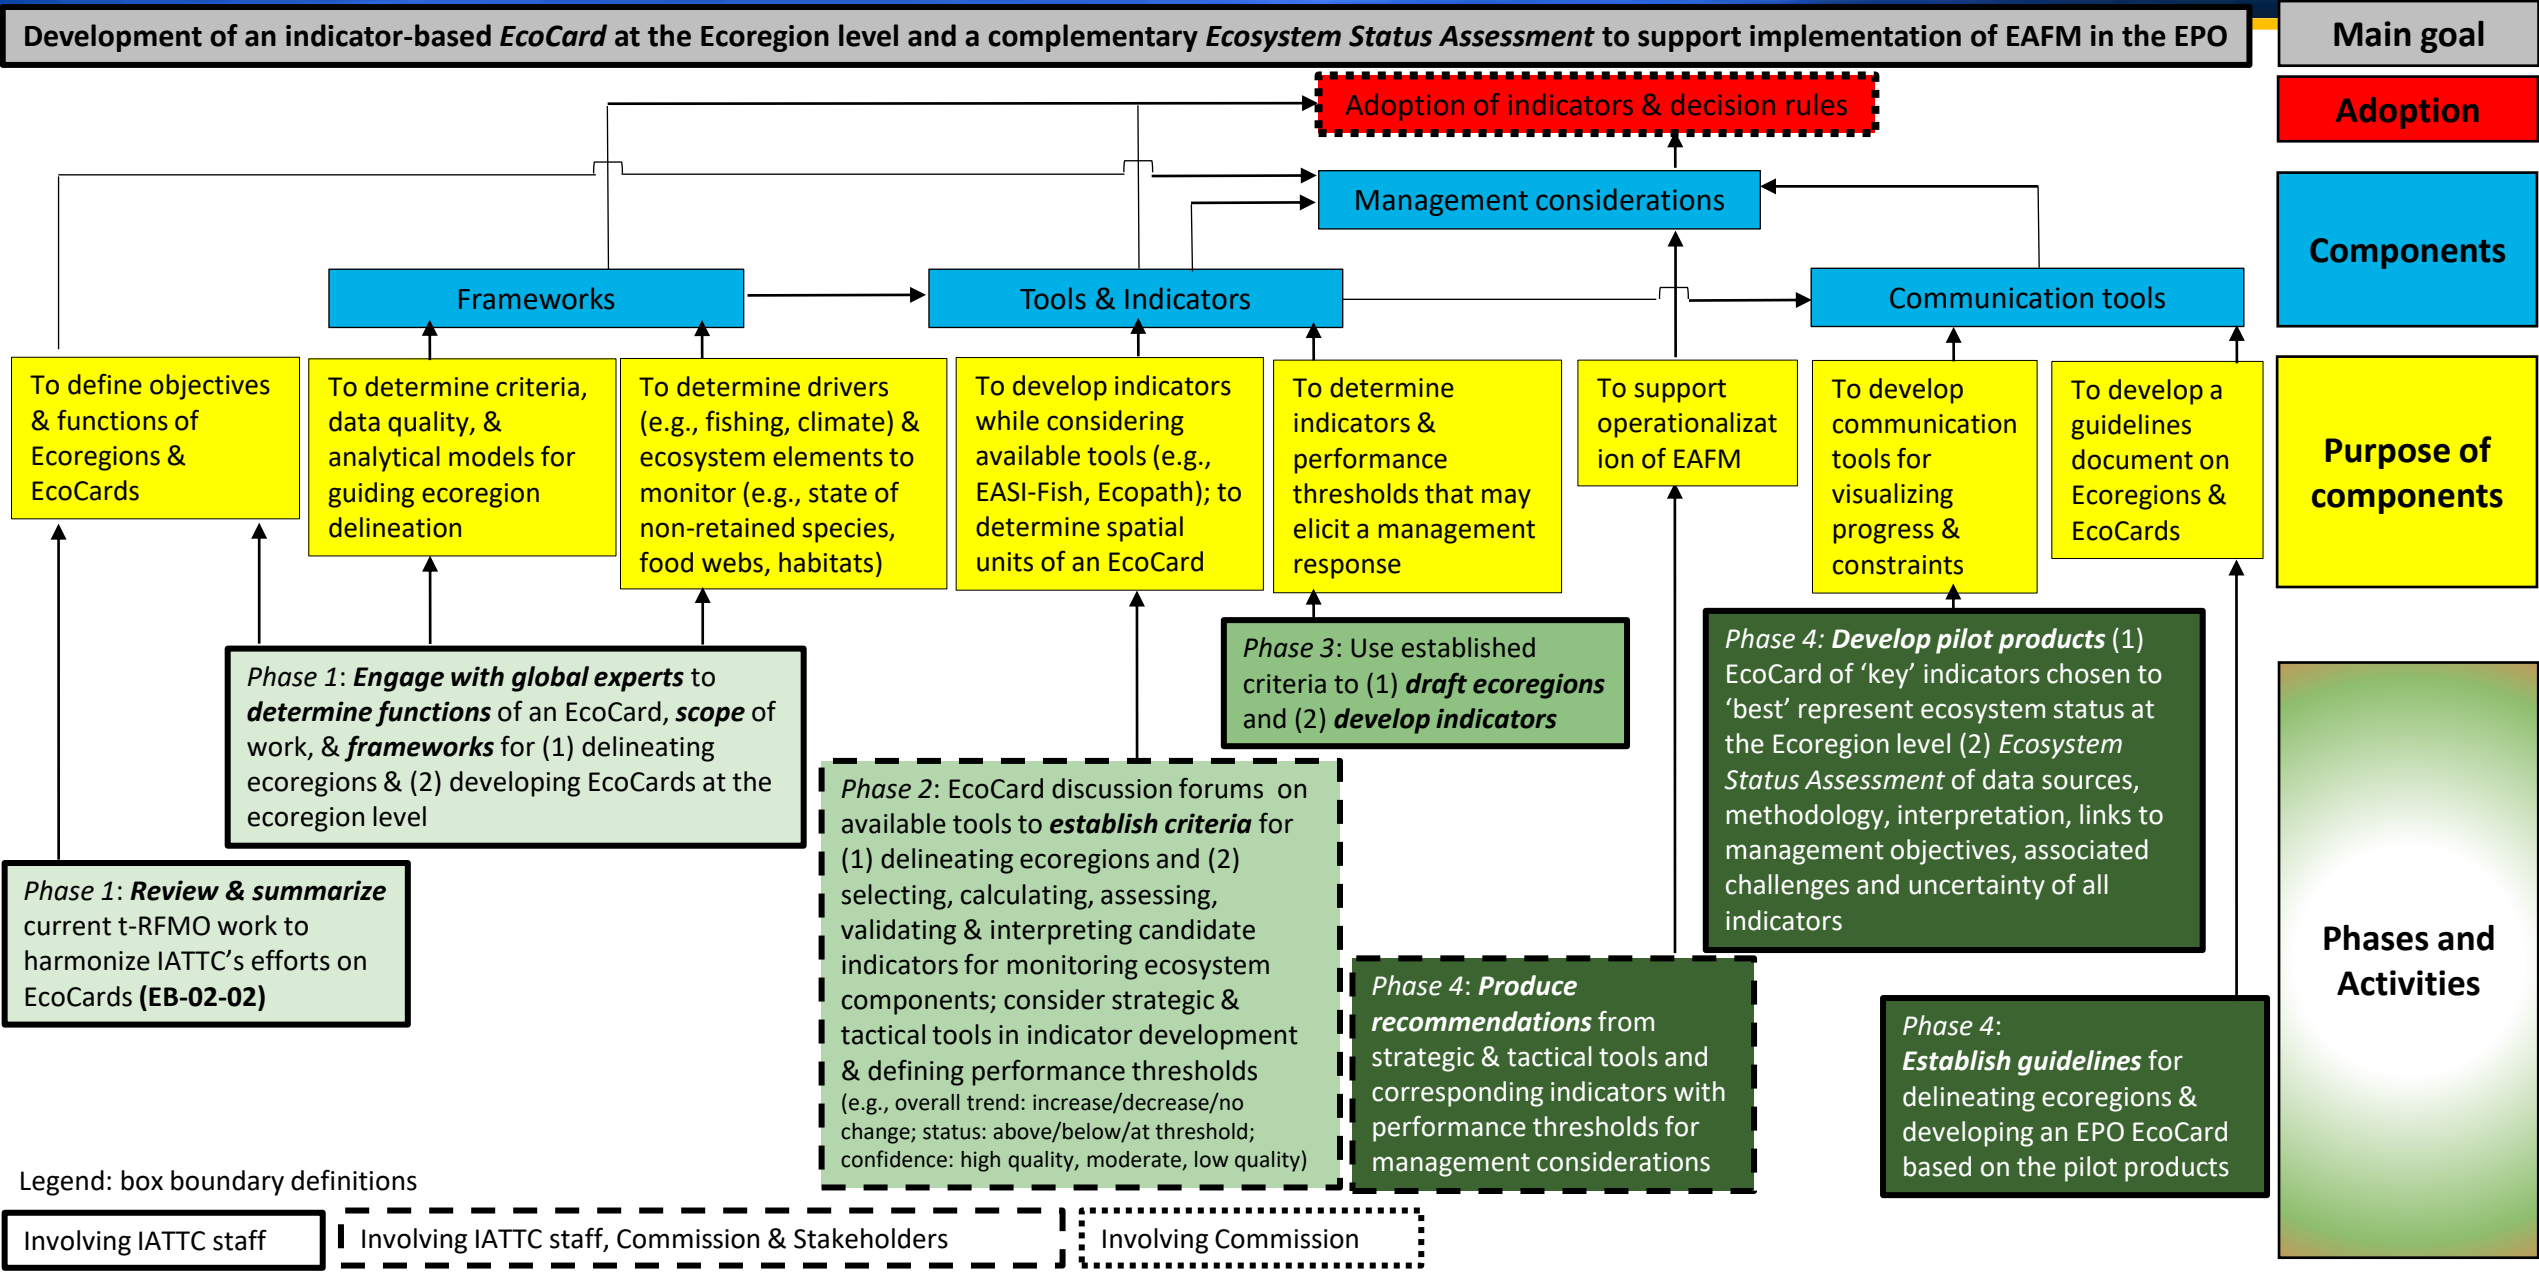 Development of an indicator-based EcoCard at the Ecoregion level and a complementary Ecosystem Status Assessment to support implementation of EAFM in the EPO
Main goal
Adoption of indicators & decision rules
Adoption
Management considerations
Components
Frameworks
Tools & Indicators
Communication tools
To define objectives
& functions of
Ecoregions &
EcoCards
To determine criteria,
data quality, &
analytical models for
guiding ecoregion
delineation
To determine drivers
(e.g., fishing, climate) &
ecosystem elements to
monitor (e.g., state of
non-retained species,
food webs, habitats)
To develop indicators
while considering
available tools (e.g.,
EASI-Fish, Ecopath); to
determine spatial
units of an EcoCard
To determine
indicators &
performance
thresholds that may
elicit a management
response
To support
operationalizat
ion of EAFM
To develop
communication
tools for
visualizing
progress &
constraints
To develop a
guidelines
document on
Ecoregions &
EcoCards
Purpose of
components
Phase 1: Engage with global experts to
determine functions of an EcoCard, scope of
work, & frameworks for (1) delineating
ecoregions & (2) developing EcoCards at the
ecoregion level
Phase 1: Review & summarize
current t-RFMO work to
harmonize IATTC's efforts on
EcoCards (EB-02-02)
Phase 2: EcoCard discussion forums on
available tools to establish criteria for
(1) delineating ecoregions and (2)
selecting, calculating, assessing,
validating & interpreting candidate
indicators for monitoring ecosystem
components; consider strategic &
tactical tools in indicator development
& defining performance thresholds
(e.g., overall trend: increase/decrease/no
change; status: above/below/at threshold;
confidence: high quality, moderate, low quality)
Phase 3: Use established
criteria to (1) draft ecoregions
and (2) develop indicators
Phase 4: Produce
recommendations from
strategic & tactical tools and
corresponding indicators with
performance thresholds for
management considerations
Phase 4: Develop pilot products (1)
EcoCard of ‘key’ indicators chosen to
‘best’ represent ecosystem status at
the Ecoregion level (2) Ecosystem
Status Assessment of data sources,
methodology, interpretation, links to
management objectives, associated
challenges and uncertainty of all
indicators
Phase 4:
Establish guidelines for
delineating ecoregions &
developing an EPO EcoCard
based on the pilot products
Phases and
Activities
Legend: box boundary definitions
Involving IATTC staff
Involving IATTC staff, Commission & Stakeholders
Involving Commission